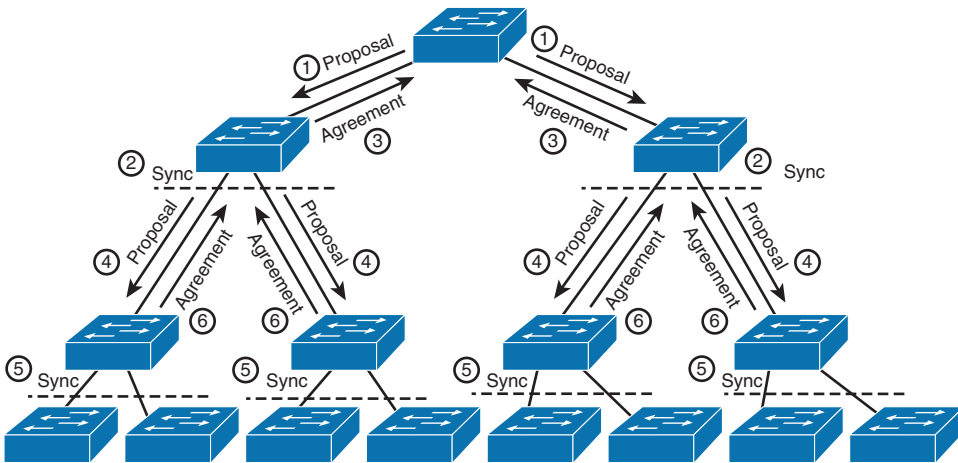 1 Proposal
1 Proposal
Agreement
3
Agreement
3
2
Sync
2
Sync
Proposal
4
Agreement
6
Proposal
4
Agreement
6
Proposal
4
Agreement
6
Proposal
4
Agreement
6
5
Sync
5
Sync
5
Sync
5
Sync